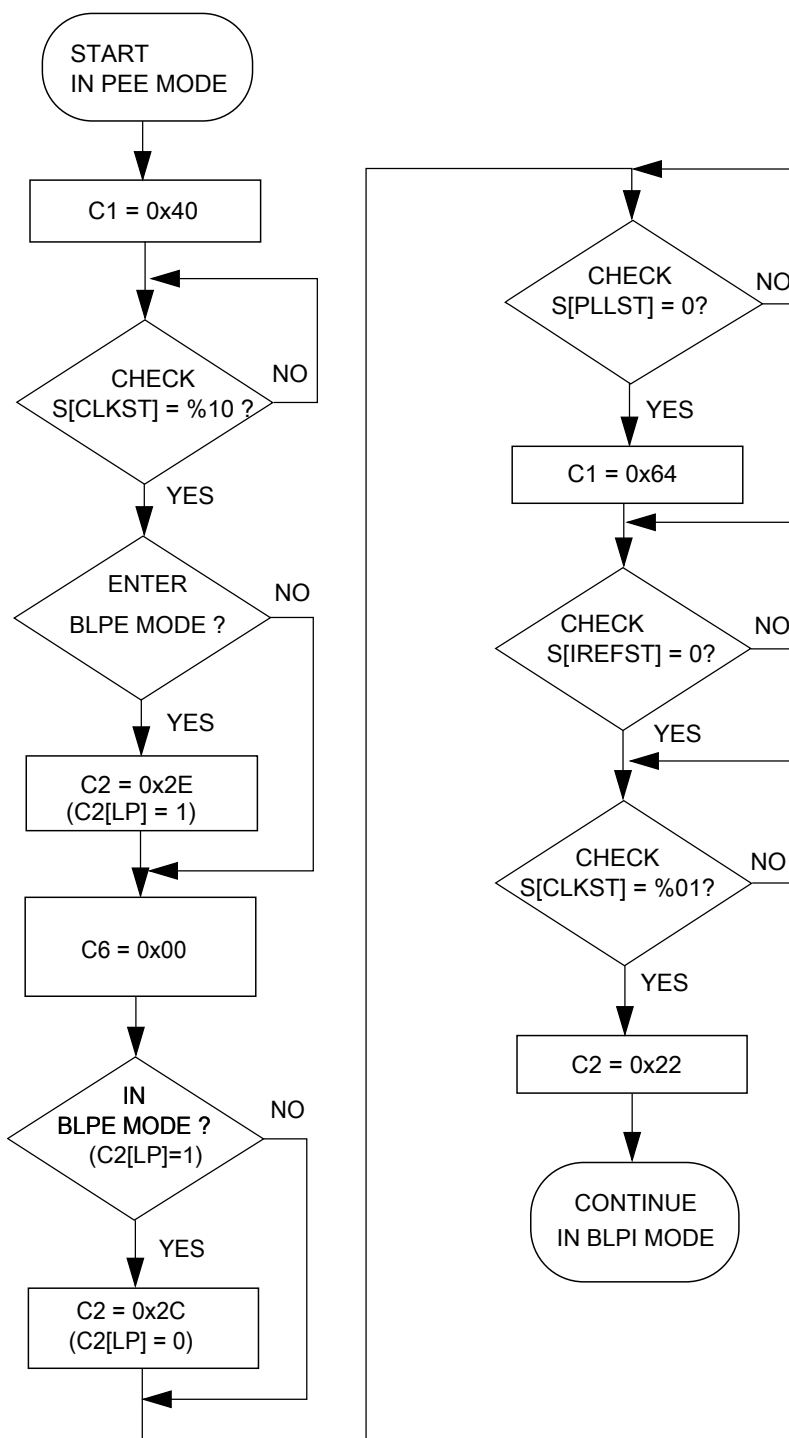 START
IN PEE MODE
C1 = 0x40
CHECK
S[CLKST] = %10 ?
NO
YES
ENTER
BLPE MODE ?
NO
YES
C2 = 0x2E
(C2[LP] = 1)
C6 = 0x00
IN
BLPE MODE ?
(C2[LP]=1)
NO
YES
C2 = 0x2C
(C2[LP] = 0)
CHECK
S[PLLST] = 0?
NO
YES
C1 = 0x64
CHECK
S[IREFST] = 0?
NO
YES
CHECK
S[CLKST] = %01?
NO
YES
C2 = 0x22
CONTINUE
IN BLPI MODE